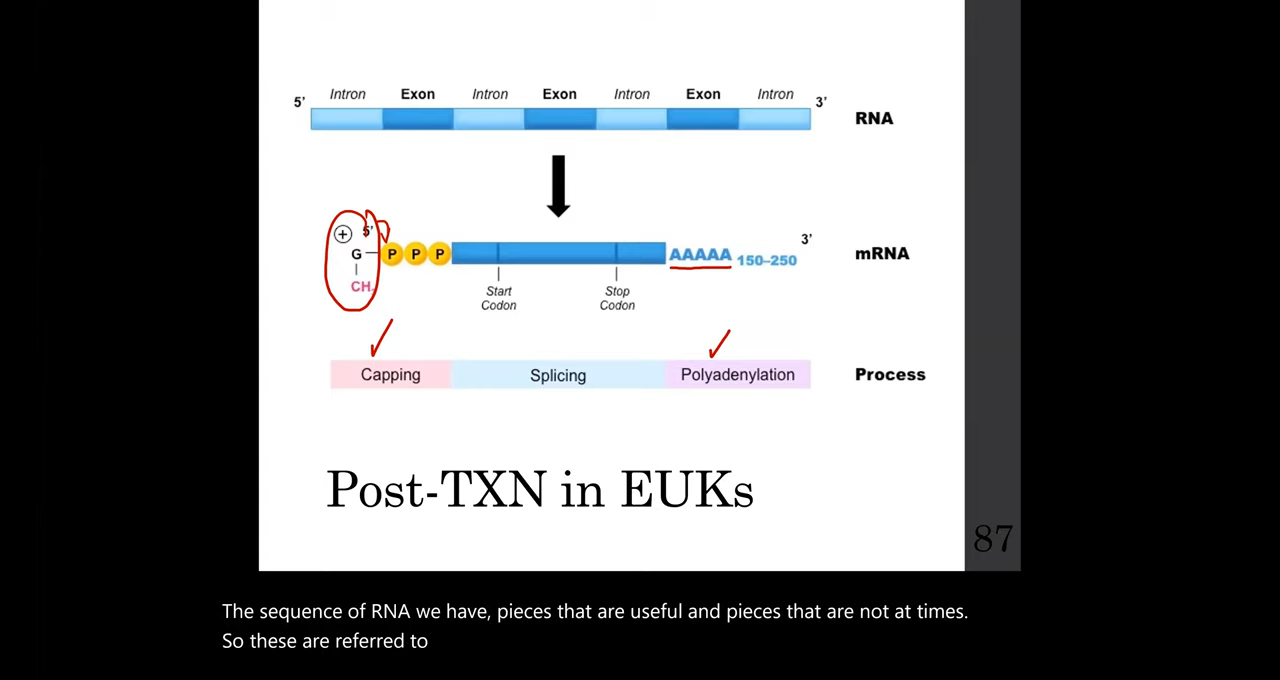 Intron Exon Intron Exon Intron Exon Intron
5' 3'
RNA
5' 3'
+
G P P P AAAAA 150–250 mRNA
CH
Start Codon
Stop Codon
Capping Splicing Polyadenylation Process
Post-TXN in EUKs
87
The sequence of RNA we have, pieces that are useful and pieces that are not at times.
So these are referred to